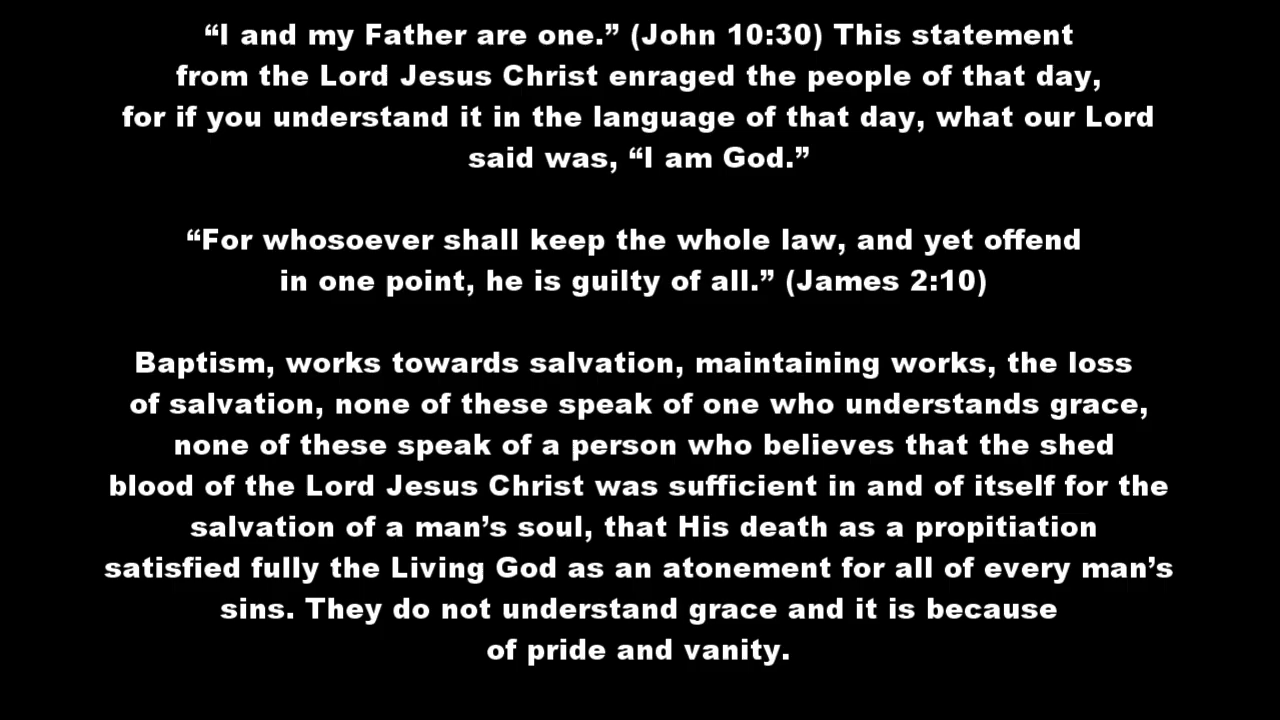 “I and my Father are one.” (John 10:30) This statement
from the Lord Jesus Christ enraged the people of that day,
for if you understand it in the language of that day, what our Lord
said was, “I am God.”
“For whosoever shall keep the whole law, and yet offend
in one point, he is guilty of all.” (James 2:10)
Baptism, works towards salvation, maintaining works, the loss
of salvation, none of these speak of one who understands grace,
none of these speak of a person who believes that the shed
blood of the Lord Jesus Christ was sufficient in and of itself for the
salvation of a man’s soul, that His death as a propitiation
satisfied fully the Living God as an atonement for all of every man’s
sins. They do not understand grace and it is because
of pride and vanity.